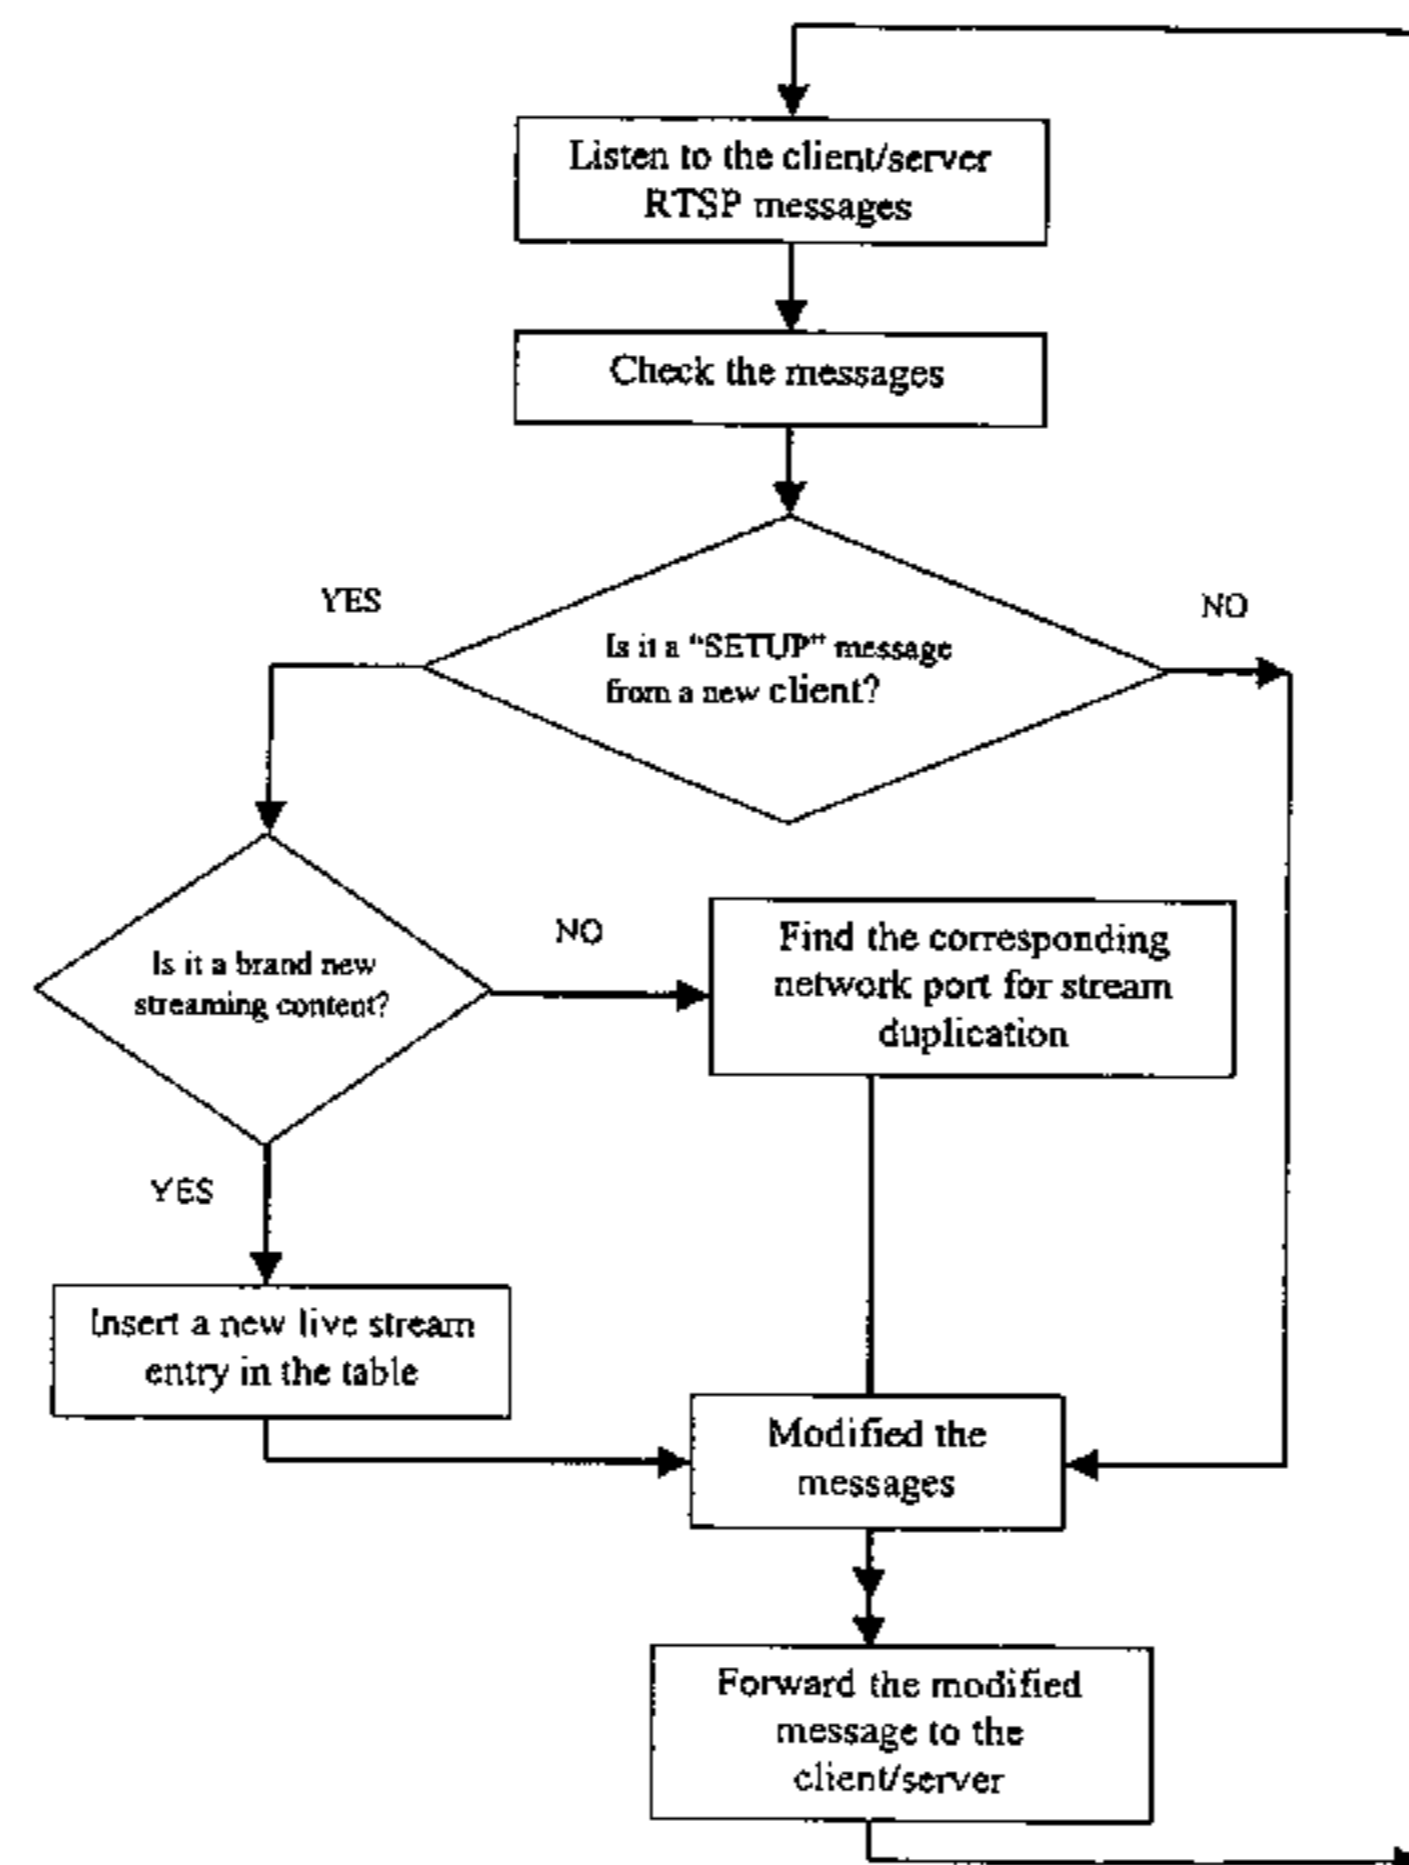 Listen to the client/server
RTSP messages
Check the messages
YES
NO
Is it a "SETUP" message
from a new client?
NO
Find the corresponding
network port for stream
duplication
Is it a brand new
streaming content?
YES
Insert a new live stream
entry in the table
Modified the
messages
Forward the modified
message to the
client/server